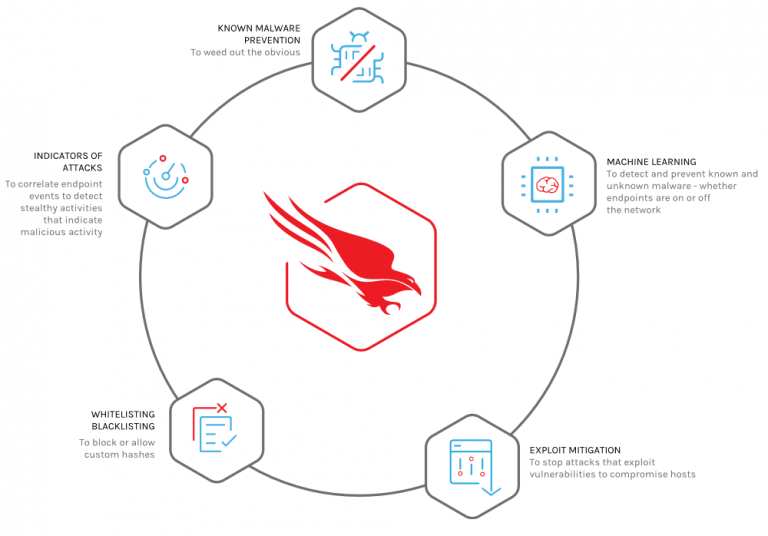 KNOWN MALWARE
PREVENTION
To weed out the obvious
INDICATORS OF
ATTACKS
To correlate endpoint
events to detect
stealthy activities
that indicate
malicious activity
MACHINE LEARNING
To detect and prevent known and
unknown malware - whether
endpoints are on or off
the network
WHITELISTING
BLACKLISTING
To block or allow
custom hashes
EXPLOIT MITIGATION
To stop attacks that exploit
vulnerabilities to compromise hosts